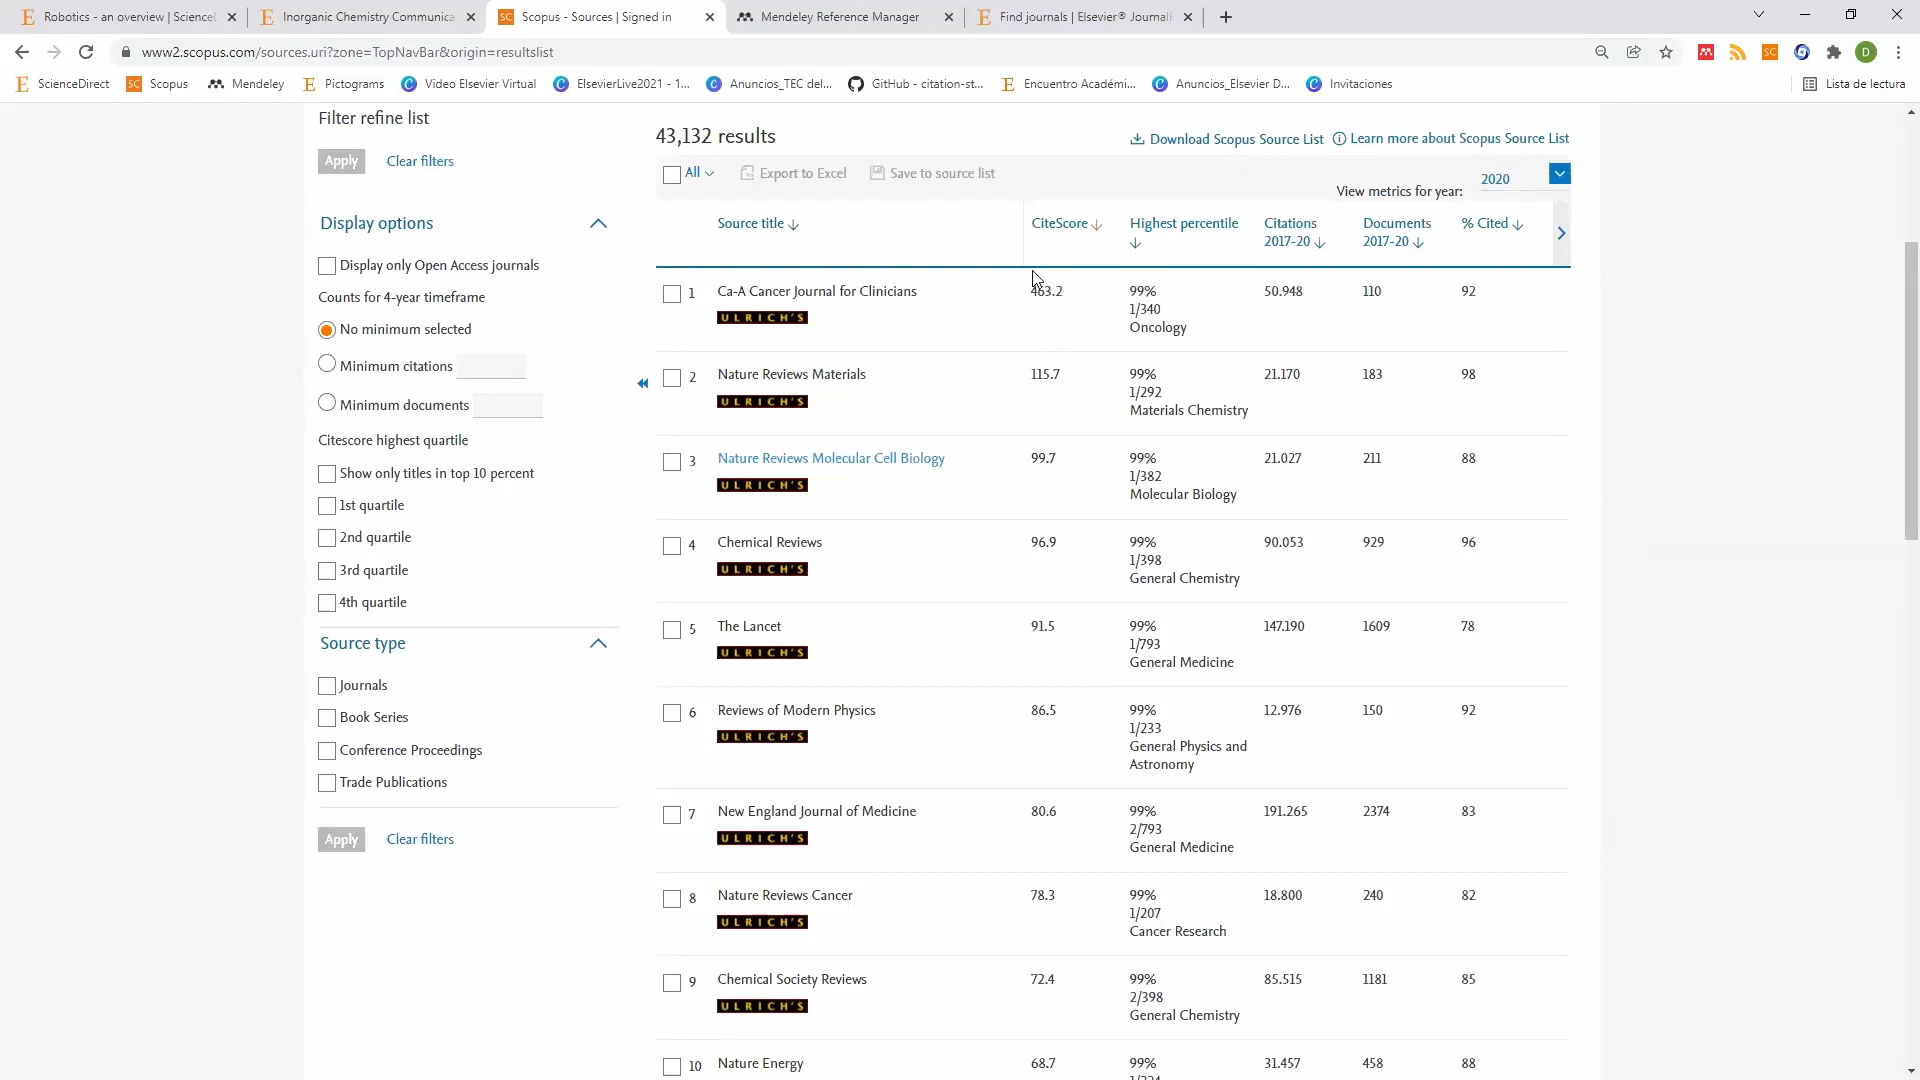 Robotics - an overview | Science
Inorganic Chemistry Communica
Scopus - Sources | Signed in
Mendeley Reference Manager
Find journals | Elsevier® Journal
www2.scopus.com/sources.uri?zone=TopNavBar&origin=resultslist
D
ScienceDirect
Scopus
Mendeley
Pictograms
Video Elsevier Virtual
ElsevierLive2021 - 1...
Anuncios_TEC del...
GitHub - citation-st...
Encuentro Académi...
Anuncios_Elsevier D...
Invitaciones
Lista de lectura
Filter refine list
Apply Clear filters
Display options
Display only Open Access journals
Counts for 4-year timeframe
No minimum selected
Minimum citations
Minimum documents
Citescore highest quartile
Show only titles in top 10 percent
1st quartile
2nd quartile
3rd quartile
4th quartile
Source type
Journals
Book Series
Conference Proceedings
Trade Publications
Apply Clear filters
43,132 results
Download Scopus Source List Learn more about Scopus Source List
All Export to Excel Save to source list
View metrics for year: 2020
Source title CiteScore Highest percentile Citations 2017-20 Documents 2017-20 % Cited
1 Ca-A Cancer Journal for Clinicians 463.2 99% 50.948 110 92
ULRICH'S 1/340
Oncology
2 Nature Reviews Materials 115.7 99% 21.170 183 98
ULRICH'S 1/292
Materials Chemistry
3 Nature Reviews Molecular Cell Biology 99.7 99% 21.027 211 88
ULRICH'S 1/382
Molecular Biology
4 Chemical Reviews 96.9 99% 90.053 929 96
ULRICH'S 1/398
General Chemistry
5 The Lancet 91.5 99% 147.190 1609 78
ULRICH'S 1/793
General Medicine
6 Reviews of Modern Physics 86.5 99% 12.976 150 92
ULRICH'S 1/233
General Physics and
Astronomy
7 New England Journal of Medicine 80.6 99% 191.265 2374 83
ULRICH'S 2/793
General Medicine
8 Nature Reviews Cancer 78.3 99% 18.800 240 82
ULRICH'S 1/207
Cancer Research
9 Chemical Society Reviews 72.4 99% 85.515 1181 85
ULRICH'S 2/398
General Chemistry
10 Nature Energy 68.7 99% 31.457 458 88